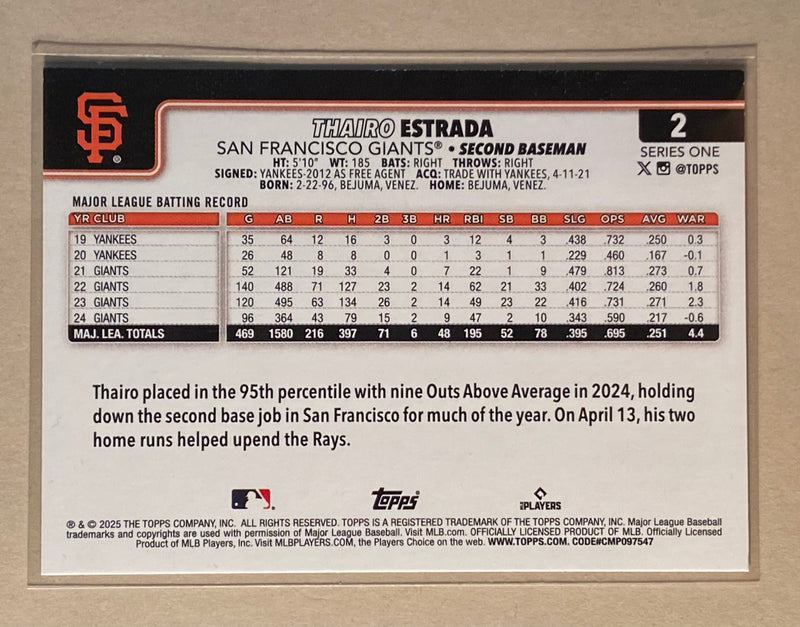 SF®
THAIRO ESTRADA
2
SAN FRANCISCO GIANTS® • SECOND BASEMAN
SERIES ONE
HT: 5'10" WT: 185 BATS: RIGHT THROWS: RIGHT
X @TOPPS
SIGNED: YANKEES-2012 AS FREE AGENT ACQ: TRADE WITH YANKEES, 4-11-21
BORN: 2-22-96, BEJUMA, VENEZ. HOME: BEJUMA, VENEZ.
MAJOR LEAGUE BATTING RECORD
YR CLUB G AB R H 2B 3B HR RBI SB BB SLG OPS AVG WAR
19 YANKEES 35 64 12 16 3 0 3 12 4 3 .438 .732 .250 0.3
20 YANKEES 26 48 8 8 0 0 1 3 1 1 .229 .460 .167 -0.1
21 GIANTS 52 121 19 33 4 0 7 22 1 9 .479 .813 .273 0.7
22 GIANTS 140 488 71 127 23 2 14 62 21 33 .402 .724 .260 1.8
23 GIANTS 120 495 63 134 26 2 14 49 23 22 .416 .731 .271 2.3
24 GIANTS 96 364 43 79 15 2 9 47 2 10 .343 .590 .217 -0.6
MAJ. LEA. TOTALS 469 1580 216 397 71 6 48 195 52 78 .395 .695 .251 4.4
Thairo placed in the 95th percentile with nine Outs Above Average in 2024, holding
down the second base job in San Francisco for much of the year. On April 13, his two
home runs helped upend the Rays.
Topps
MLB PLAYERS
® & © 2025 THE TOPPS COMPANY, INC. ALL RIGHTS RESERVED. TOPPS IS A REGISTERED TRADEMARK OF THE TOPPS COMPANY, INC. Major League Baseball
trademarks and copyrights are used with permission of Major League Baseball. Visit MLB.com. OFFICIALLY LICENSED PRODUCT OF MLB. Officially Licensed
Product of MLB Players, Inc. Visit MLBPLAYERS.COM, the Players Choice on the web. WWW.TOPPS.COM. CODE#CMP097547